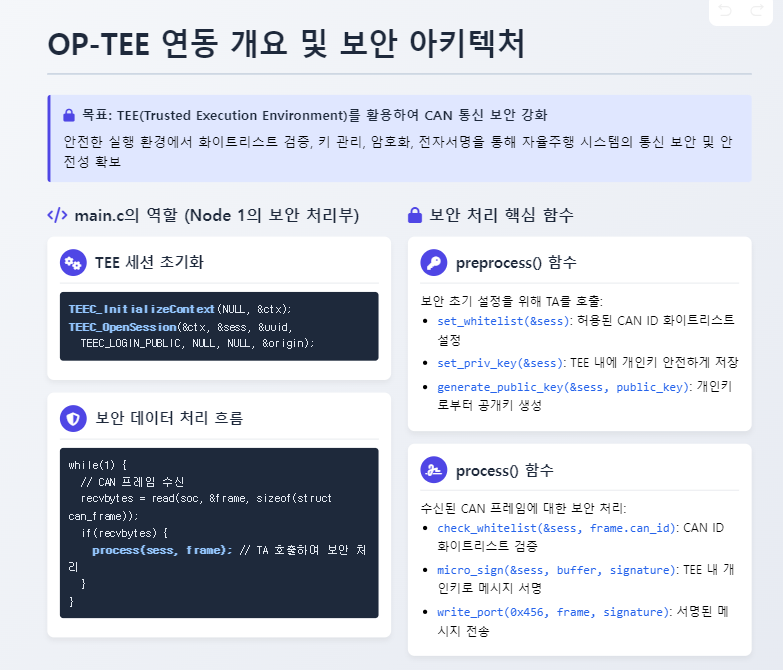 OP-TEE 연동 개요 및 보안 아키텍처
목표: TEE(Trusted Execution Environment)를 활용하여 CAN 통신 보안 강화
안전한 실행 환경에서 화이트리스트 검증, 키 관리, 암호화, 전자서명을 통해 자율주행 시스템의 통신 보안 및 안
전성 확보
</> main.c의 역할 (Node 1의 보안 처리부)
TEE 세션 초기화
TEEC_InitializeContext(NULL, &ctx);
TEEC_OpenSession(&ctx, &sess, &uuid,
TEEC_LOGIN_PUBLIC, NULL, NULL, &origin);
보안 데이터 처리 흐름
while(1) {
// CAN 프레임 수신
recvbytes = read(soc, &frame, sizeof(struct
can_frame));
if(recvbytes) {
process(sess, frame); // TA 호출하여 보안 처
리
}
}
보안 처리 핵심 함수
preprocess() 함수
보안 초기 설정을 위해 TA를 호출:
• set_whitelist(&sess): 허용된 CAN ID 화이트리스트
설정
• set_priv_key(&sess): TEE 내에 개인키 안전하게 저장
• generate_public_key(&sess, public_key): 개인키
로부터 공개키 생성
process() 함수
수신된 CAN 프레임에 대한 보안 처리:
• check_whitelist(&sess, frame.can_id): CAN ID
화이트리스트 검증
• micro_sign(&sess, buffer, signature): TEE 내 개
인키로 메시지 서명
• write_port(0x456, frame, signature): 서명된 메
시지 전송